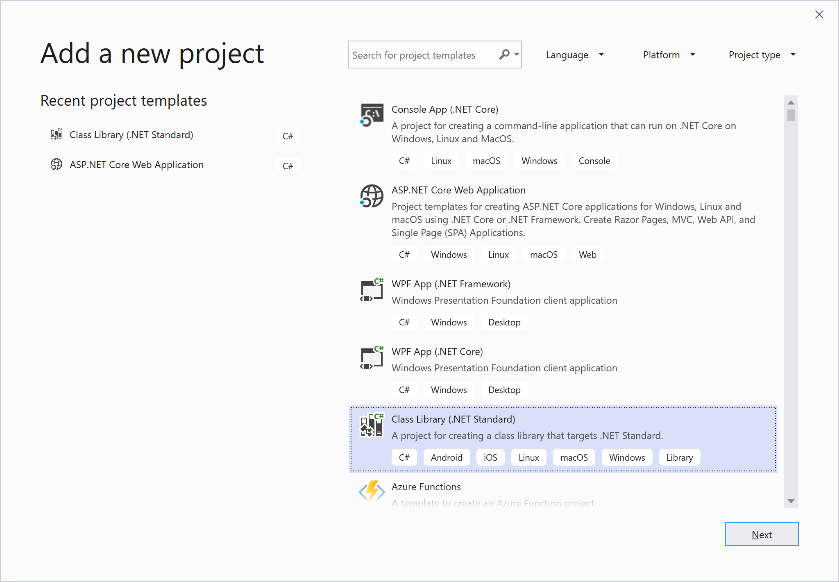 Add a new project
Search for project templates
Language
Platform
Project type
Recent project templates
Class Library (.NET Standard)
C#
ASP.NET Core Web Application
C#
Console App (.NET Core)
A project for creating a command-line application that can run on .NET Core on
Windows, Linux and MacOS.
C# Linux macOS Windows Console
ASP.NET Core Web Application
Project templates for creating ASP.NET Core applications for Windows, Linux and
macOS using .NET Core or .NET Framework. Create Razor Pages, MVC, Web API, and
Single Page (SPA) Applications.
C# Windows Linux macOS Web
C#
WPF App (.NET Framework)
Windows Presentation Foundation client application
C# Windows Desktop
C#
WPF App (.NET Core)
Windows Presentation Foundation client application
C# Windows Desktop
C#
Class Library (.NET Standard)
A project for creating a class library that targets .NET Standard.
C# Android iOS Linux macOS Windows Library
Azure Functions
A template to create an Azure Function project.
Next